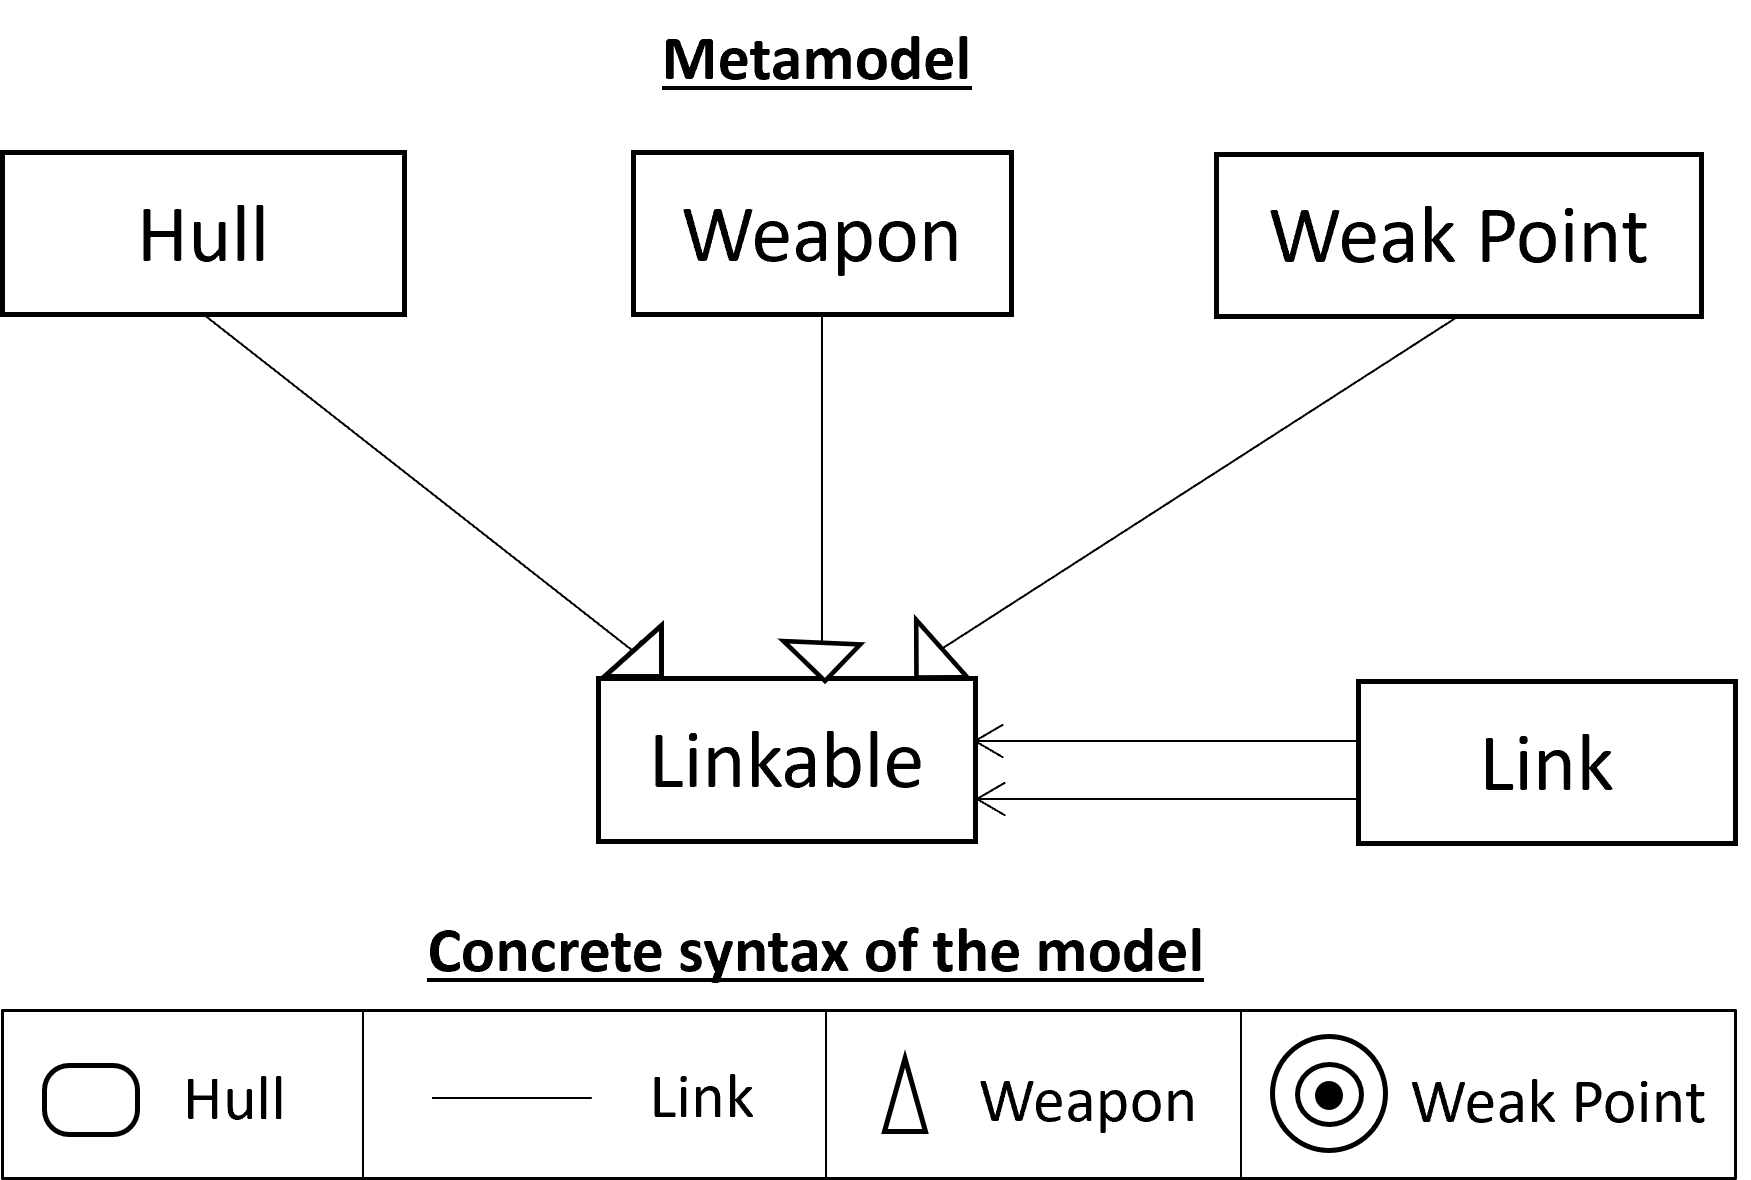 Metamodel
Hull
Weapon
Weak Point
Linkable
Link
Concrete syntax of the model
Hull
Link
Weapon
Weak Point